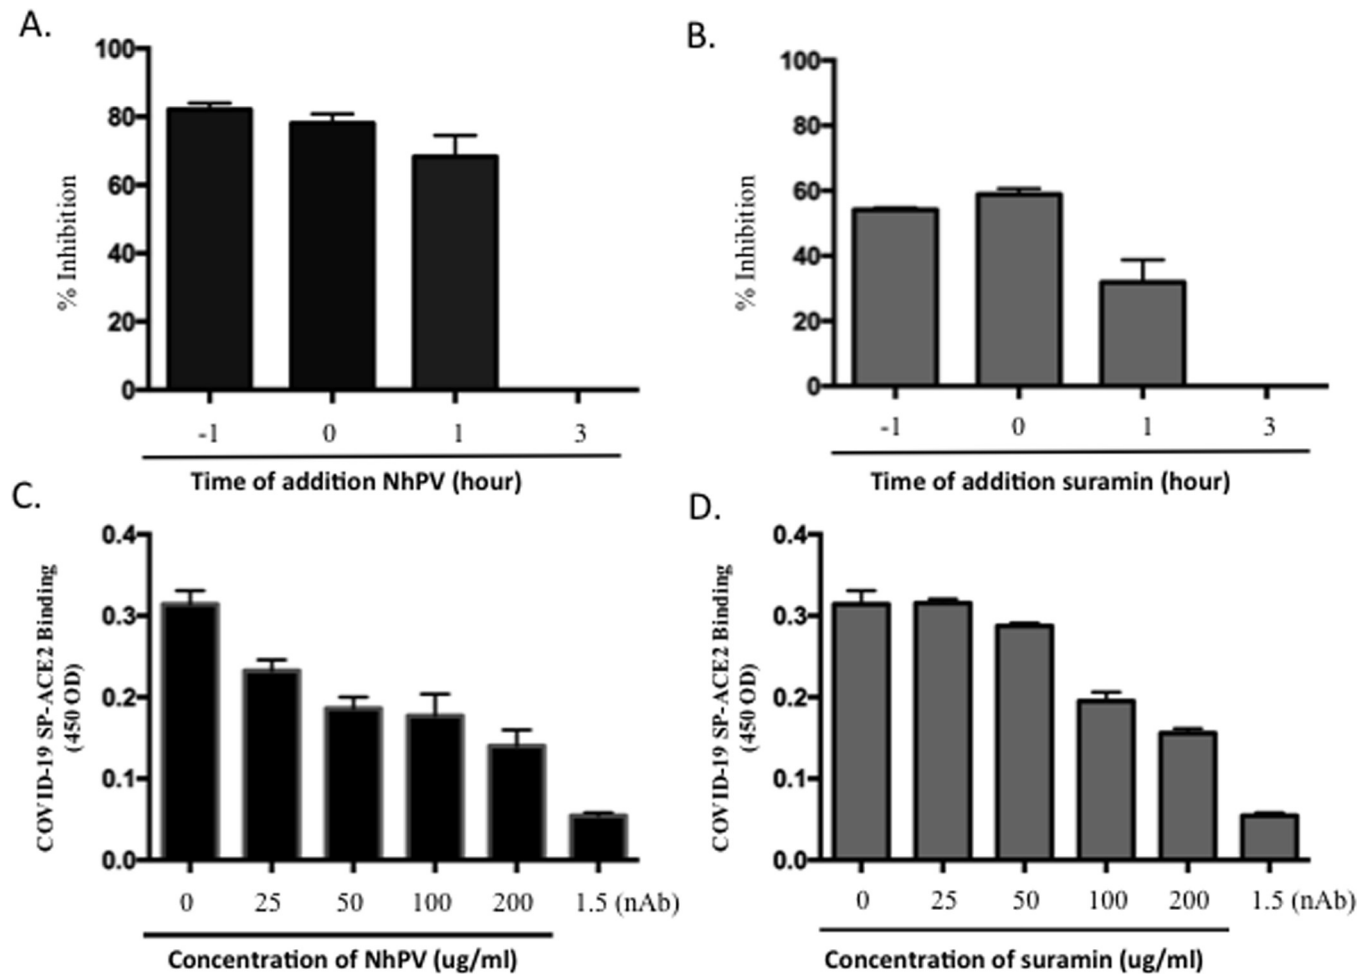 A.
100
80
60
40
20
0
% Inhibition
-1 0 1 3
Time of addition NhPV (hour)
B.
100
80
60
40
20
0
% Inhibition
-1 0 1 3
Time of addition suramin (hour)
C.
0.4
0.3
0.2
0.1
0.0
COVID-19 SP-ACE2 Binding
(450 OD)
0 25 50 100 200 1.5 (nAb)
Concentration of NhPV (ug/ml)
D.
0.4
0.3
0.2
0.1
0.0
COVID-19 SP-ACE2 Binding
(450 OD)
0 25 50 100 200 1.5 (nAb)
Concentration of suramin (ug/ml)